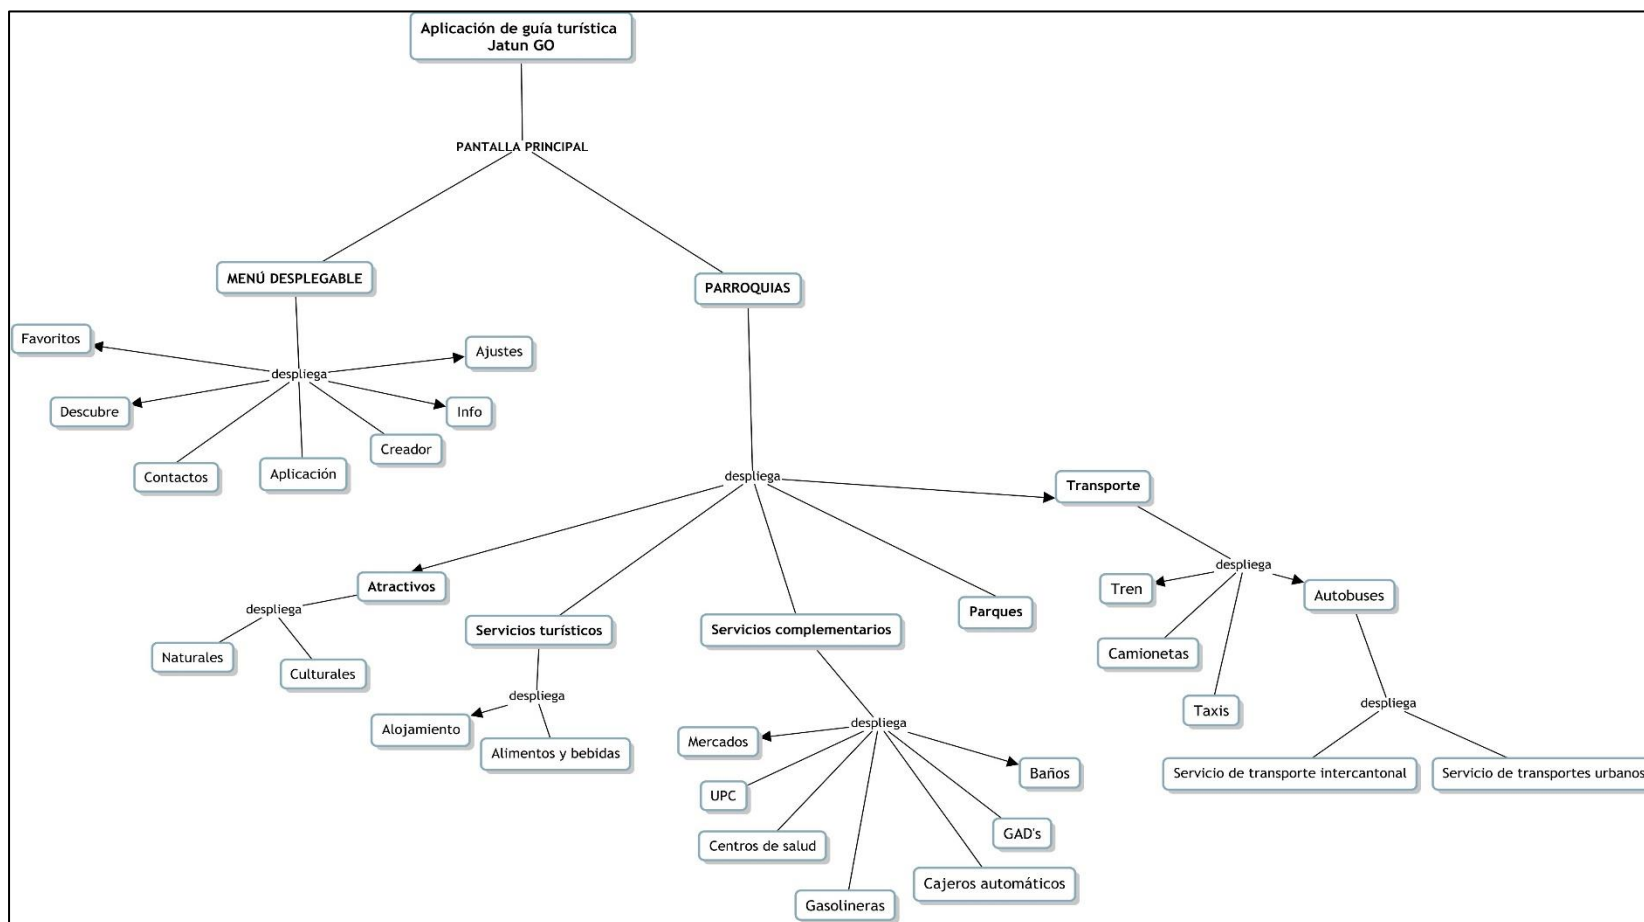 Aplicación de guía turística
Jatun GO
PANTALLA PRINCIPAL
MENÚ DESPLEGABLE
PARROQUIAS
Favoritos
Ajustes
despliega
Descubre
Info
Creador
Contactos
Aplicación
despliega
Transporte
Atractivos
despliega
Naturales
Culturales
Servicios turísticos
despliega
Alojamiento
Alimentos y bebidas
Servicios complementarios
despliega
Mercados
Baños
UPC
GAD's
Centros de salud
Cajeros automáticos
Gasolineras
Parques
despliega
Tren
Autobuses
Camionetas
Taxis
despliega
Servicio de transporte intercantonal
Servicio de transportes urbanos